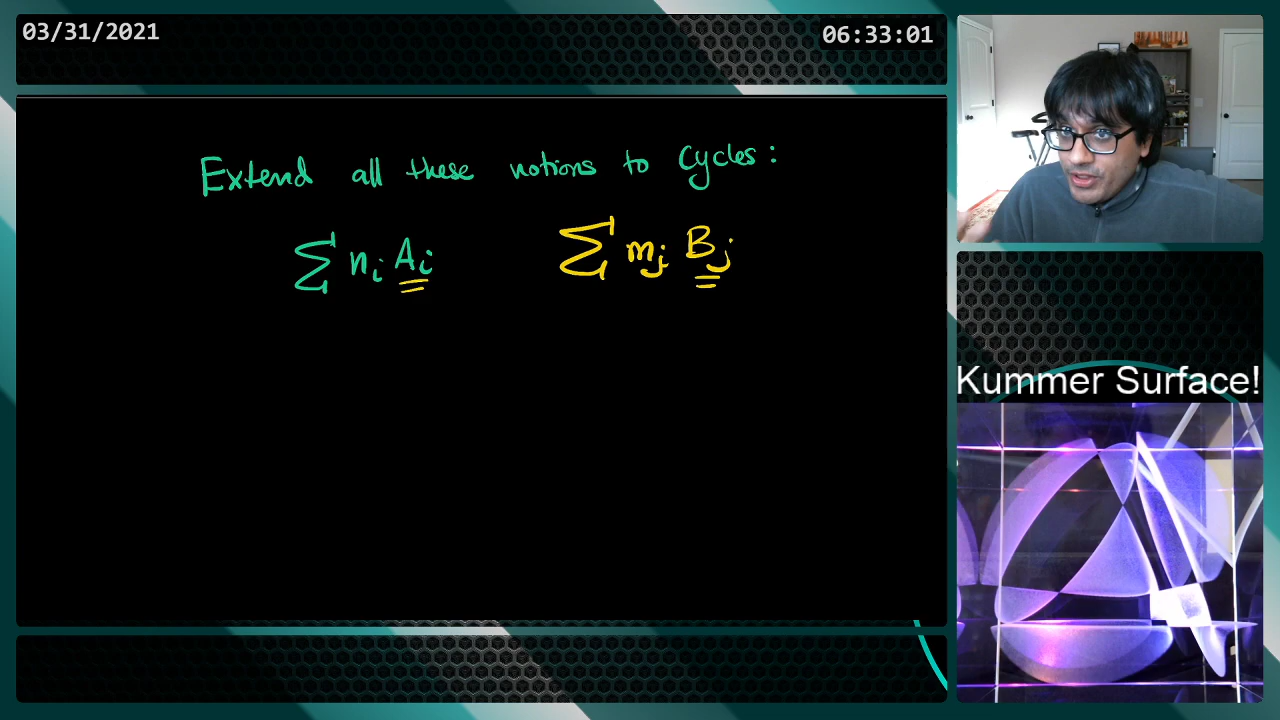 03/31/2021
06:33:01
Extend all these notions to Cycles:
∑ nᵢ Aᵢ ∑ mⱼ Bⱼ
Kummer Surface!